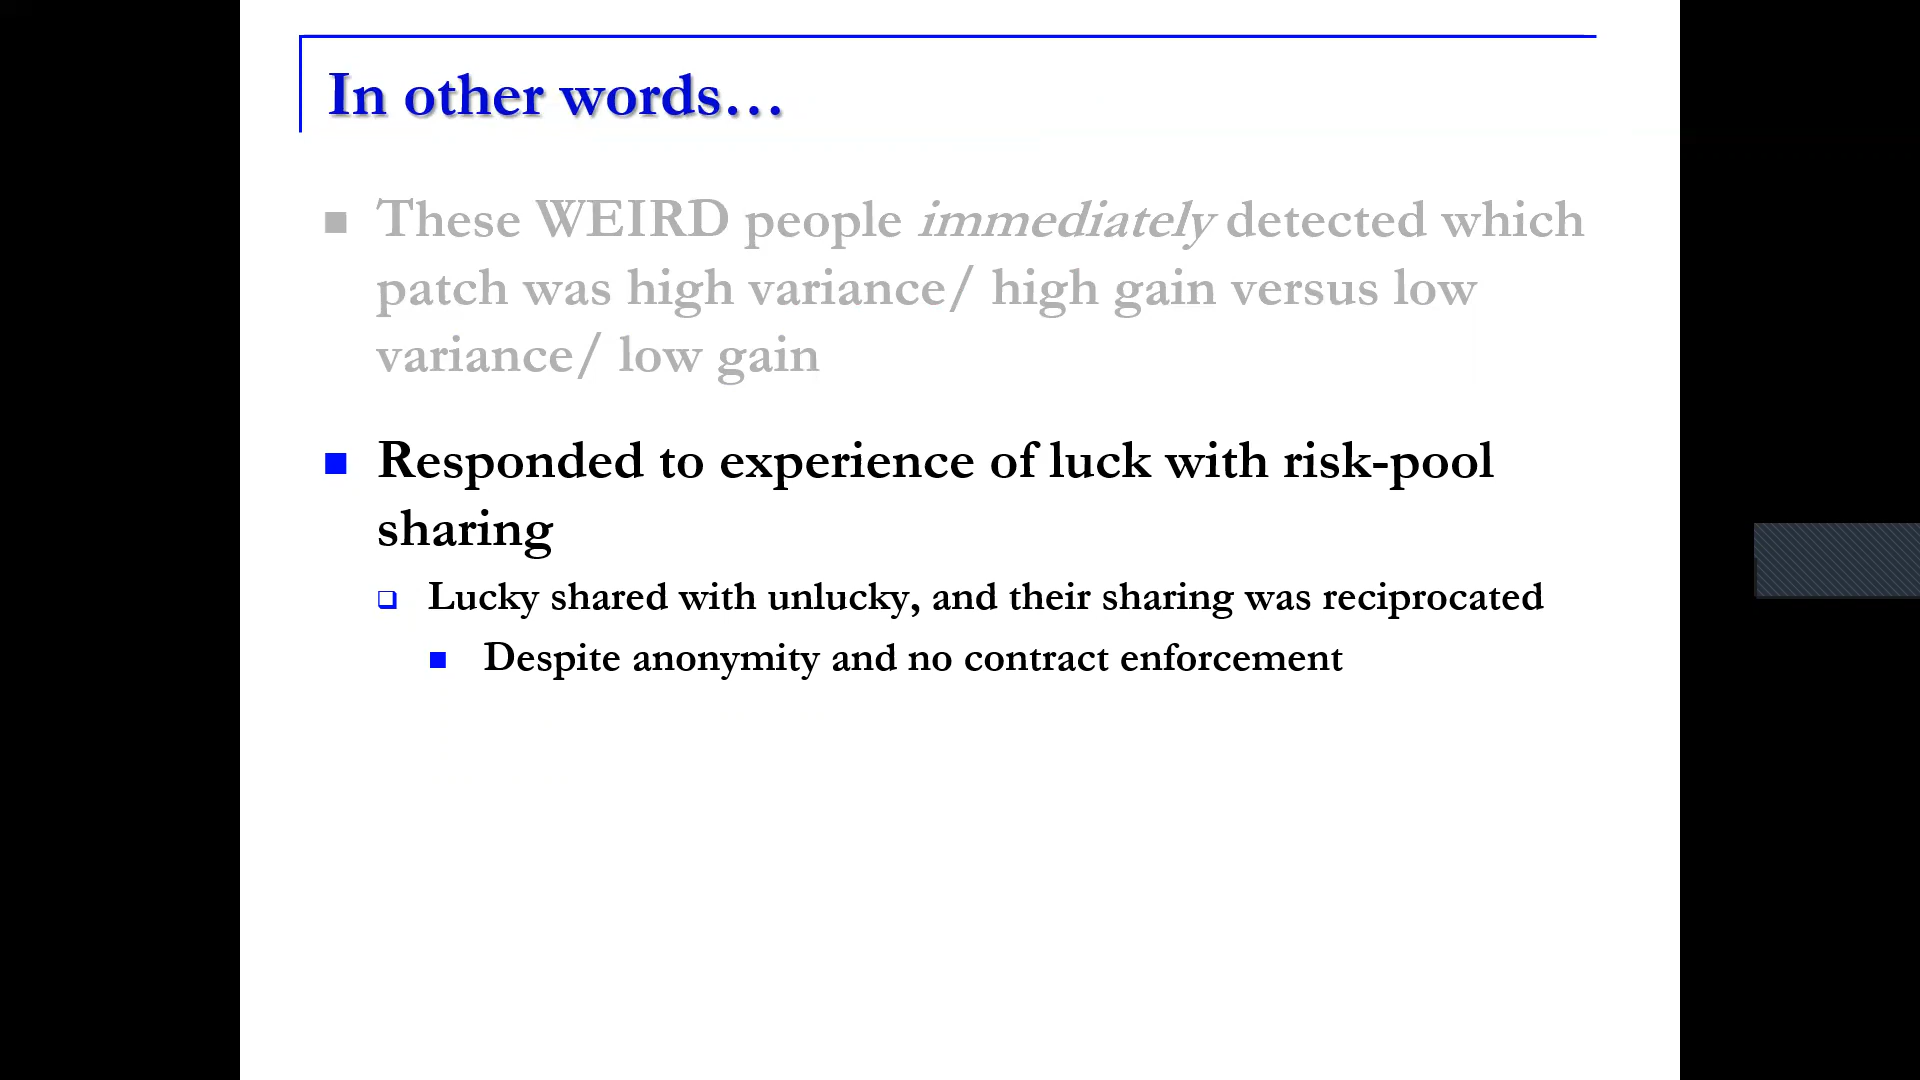 In other words…
These WEIRD people immediately detected which
patch was high variance/ high gain versus low
variance/ low gain
Responded to experience of luck with risk-pool
sharing
Lucky shared with unlucky, and their sharing was reciprocated
Despite anonymity and no contract enforcement